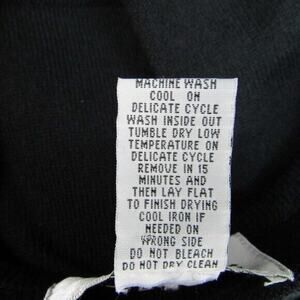 MACHINE WASH
COOL ON
DELICATE CYCLE
WASH INSIDE OUT
TUMBLE DRY LOW
TEMPERATURE ON
DELICATE CYCLE
REMOVE IN 15
MINUTES AND
THEN LAY FLAT
TO FINISH DRYING
COOL IRON IF
NEEDED ON
WRONG SIDE
DO NOT BLEACH
DO NOT DRY CLEAN